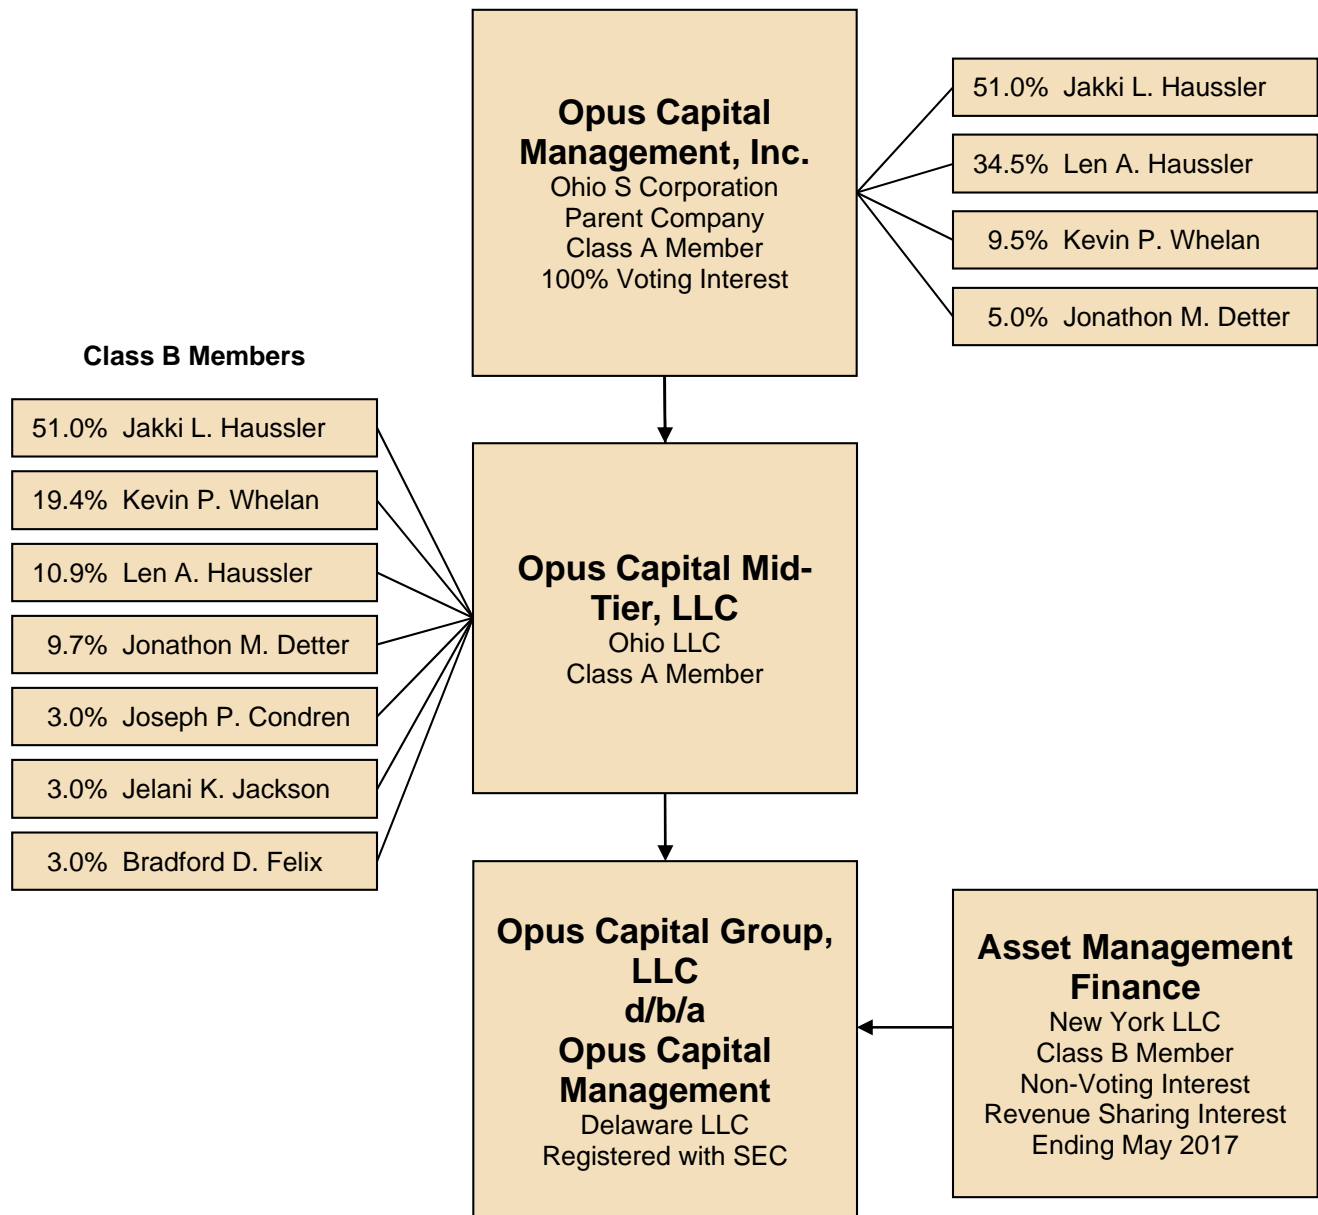 Opus Capital
Management, Inc.
Ohio S Corporation
Parent Company
Class A Member
100% Voting Interest
51.0% Jakki L. Haussler
34.5% Len A. Haussler
9.5% Kevin P. Whelan
5.0% Jonathon M. Detter
Class B Members
51.0% Jakki L. Haussler
19.4% Kevin P. Whelan
10.9% Len A. Haussler
9.7% Jonathon M. Detter
3.0% Joseph P. Condren
3.0% Jelani K. Jackson
3.0% Bradford D. Felix
Opus Capital Mid-
Tier, LLC
Ohio LLC
Class A Member
Opus Capital Group,
LLC
d/b/a
Opus Capital
Management
Delaware LLC
Registered with SEC
Asset Management
Finance
New York LLC
Class B Member
Non-Voting Interest
Revenue Sharing Interest
Ending May 2017